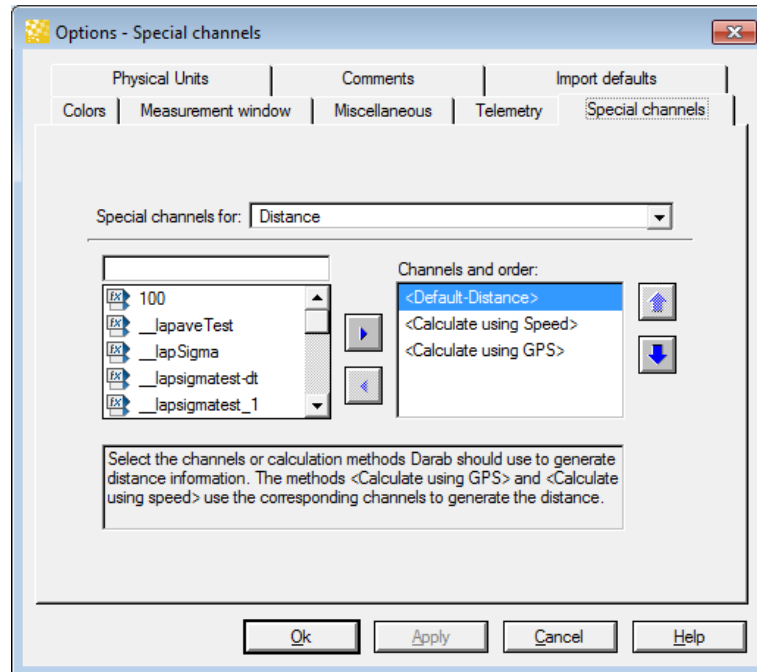 Options - Special channels
Physical Units
Comments
Import defaults
Colors
Measurement window
Miscellaneous
Telemetry
Special channels
Special channels for:
Distance
Channels and order:
100
__lapaveTest
__lapSigma
__lapsigmatest-dt
__lapsigmatest_1
<Default-Distance>
<Calculate using Speed>
<Calculate using GPS>
Select the channels or calculation methods Darab should use to generate
distance information. The methods <Calculate using GPS> and <Calculate
using speed> use the corresponding channels to generate the distance.
Ok
Apply
Cancel
Help